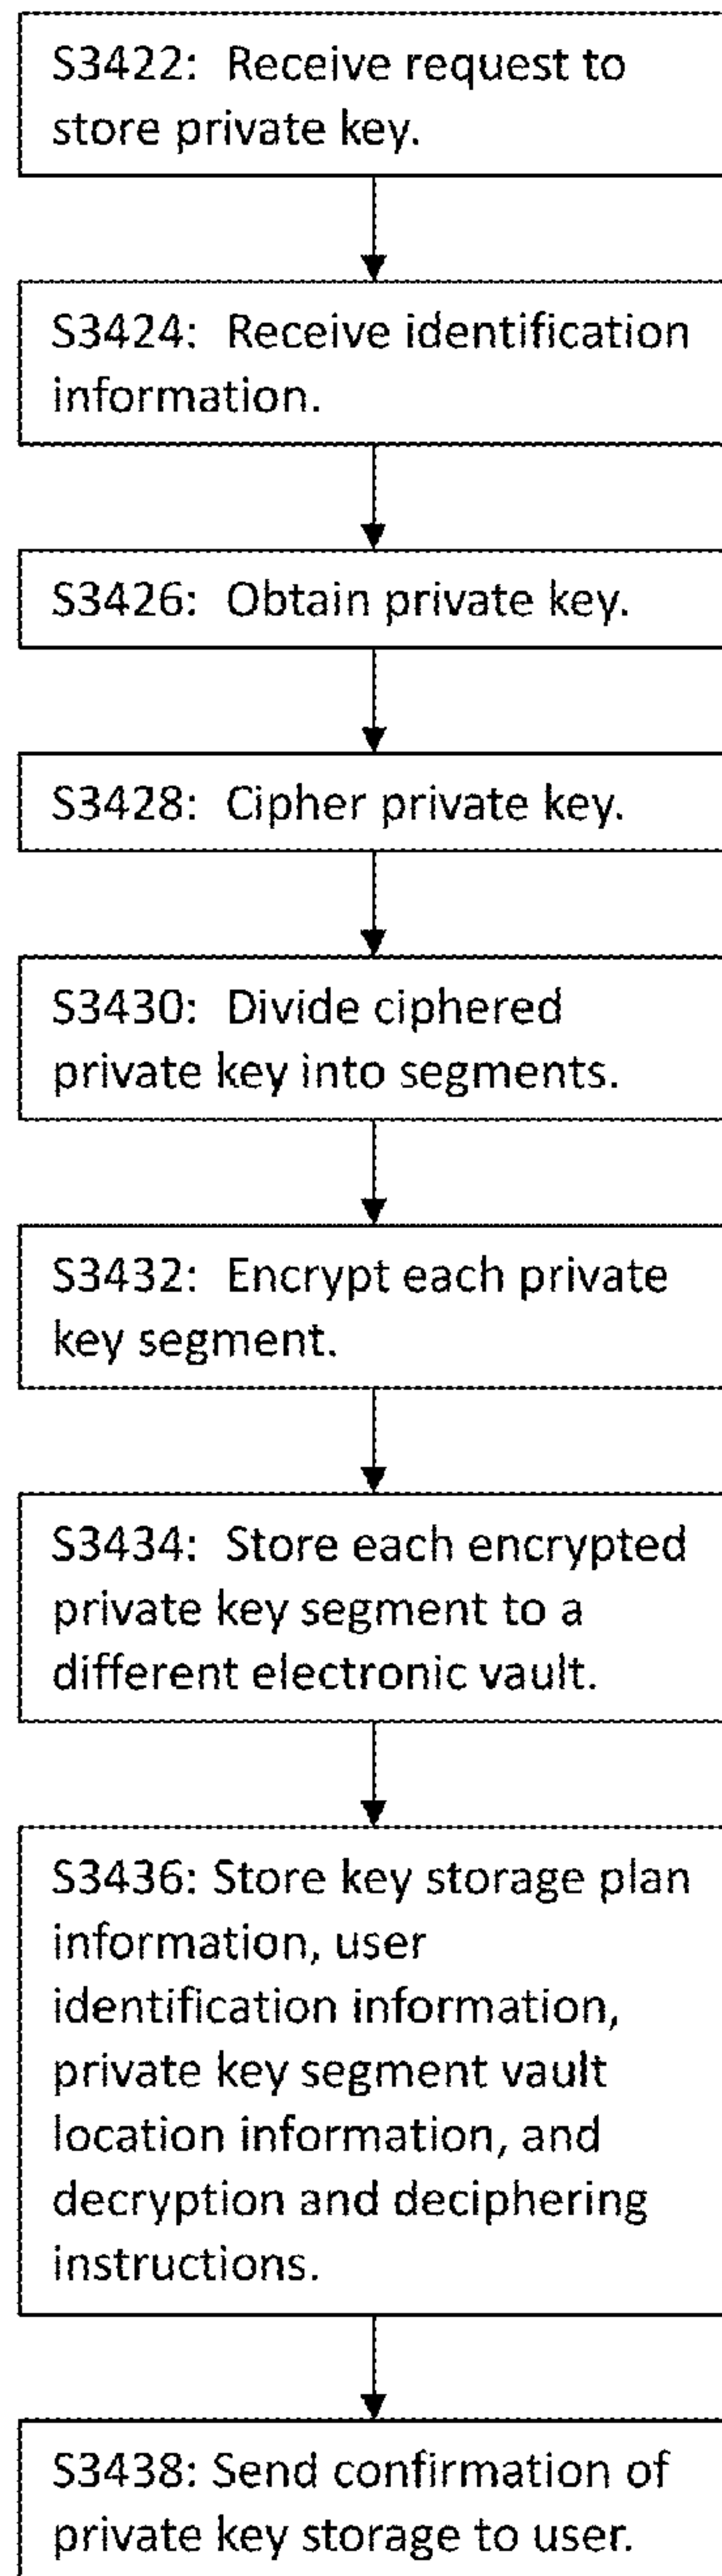 S3422: Receive request to
store private key.
S3424: Receive identification
information.
S3426: Obtain private key.
S3428: Cipher private key.
S3430: Divide ciphered
private key into segments.
S3432: Encrypt each private
key segment.
S3434: Store each encrypted
private key segment to a
different electronic vault.
S3436: Store key storage plan
information, user
identification information,
private key segment vault
location information, and
decryption and deciphering
instructions.
S3438: Send confirmation of
private key storage to user.